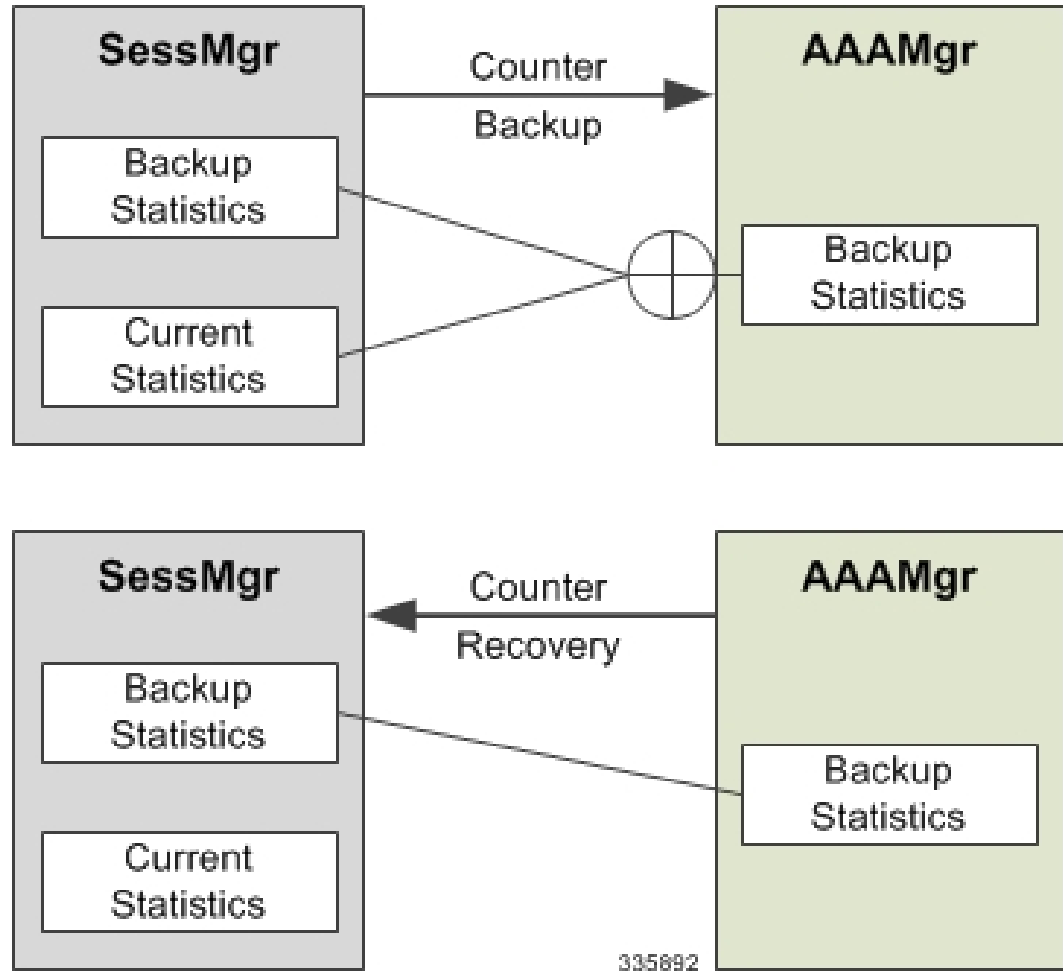 SessMgr
Counter
Backup
AAAMgr
Backup
Statistics
Current
Statistics
Backup
Statistics
SessMgr
Counter
Recovery
AAAMgr
Backup
Statistics
Current
Statistics
Backup
Statistics
335892